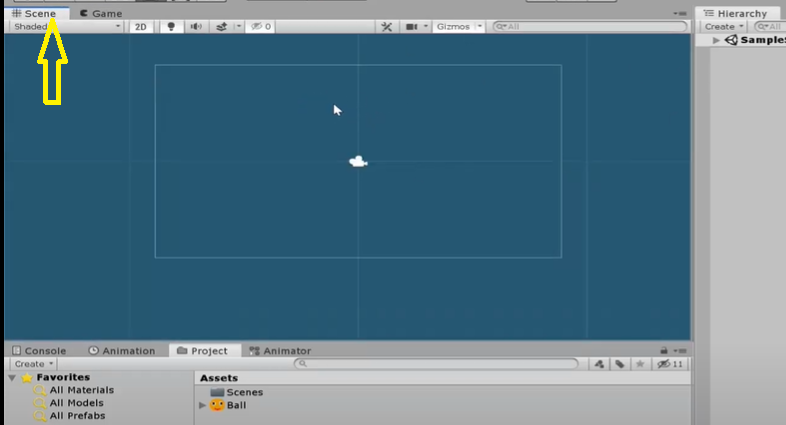 Scene Game Hierarchy
Shaded 2D 0 Gizmos All Create All
Console Animation Project Animator
Create 11
Favorites Assets
All Materials Scenes
All Models Ball
All Prefabs